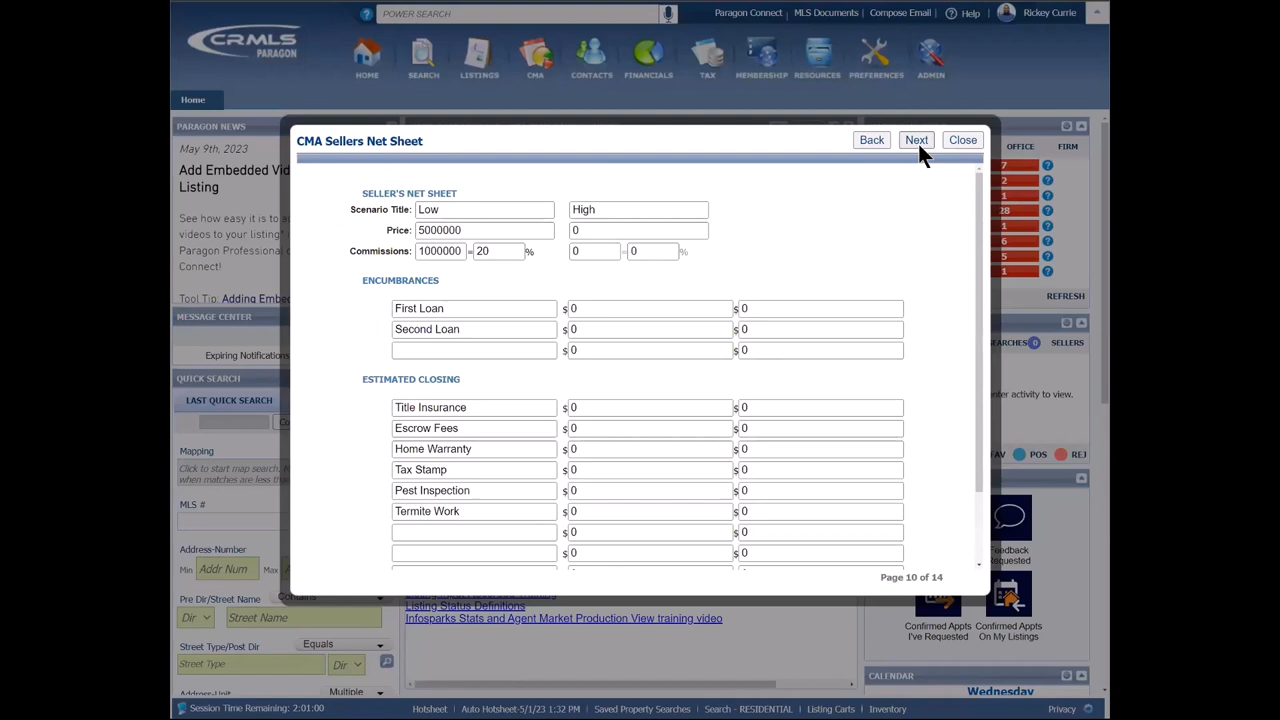 POWER SEARCH
Paragon Connect
MLS Documents
Compose Email
Help
Rickey Currie
CRMLS
PARAGON
HOME
SEARCH
LISTINGS
CMA
CONTACTS
FINANCIALS
TAX
MEMBERSHIP
RESOURCES
PREFERENCES
ADMIN
Home
PARAGON NEWS
May 9th, 2023
Add Embedded Vide
Listing
See how easy it is to a
videos to your listing*
Paragon Professional o
Connect!
Tool Tip: Adding Embe
MESSAGE CENTER
Expiring Notifications
QUICK SEARCH
LAST QUICK SEARCH
Mapping
Click to start map search. N
when matches are less tha
MLS #
Address-Number
Min Addr Num Max
Pre Dir/Street Name
Contains
Dir Street Name
Street Type/Post Dir
Equals
Street Type Dir
Address-Unit
Multiple
CMA Sellers Net Sheet
Back Next Close
SELLER'S NET SHEET
Scenario Title: Low High
Price: 5000000 0
Commissions: 1000000 = 20 % 0 = 0 %
ENCUMBRANCES
First Loan $ 0 $ 0
Second Loan $ 0 $ 0
$ 0 $ 0
ESTIMATED CLOSING
Title Insurance $ 0 $ 0
Escrow Fees $ 0 $ 0
Home Warranty $ 0 $ 0
Tax Stamp $ 0 $ 0
Pest Inspection $ 0 $ 0
Termite Work $ 0 $ 0
$ 0 $ 0
$ 0 $ 0
Page 10 of 14
Listing Status Definitions
Infosparks Stats and Agent Market Production View training video
OFFICE FIRM
7
2
1
28
1
6
5
1
REFRESH
SEARCHES 0 SELLERS
enter activity to view.
FAV POS REJ
Feedback
Requested
Confirmed Appts
I've Requested
Confirmed Appts
On My Listings
CALENDAR
Wednesday
Session Time Remaining: 2:01:00
Hotsheet
Auto Hotsheet-5/1/23 1:32 PM
Saved Property Searches
Search - RESIDENTIAL
Listing Carts
Inventory
Privacy